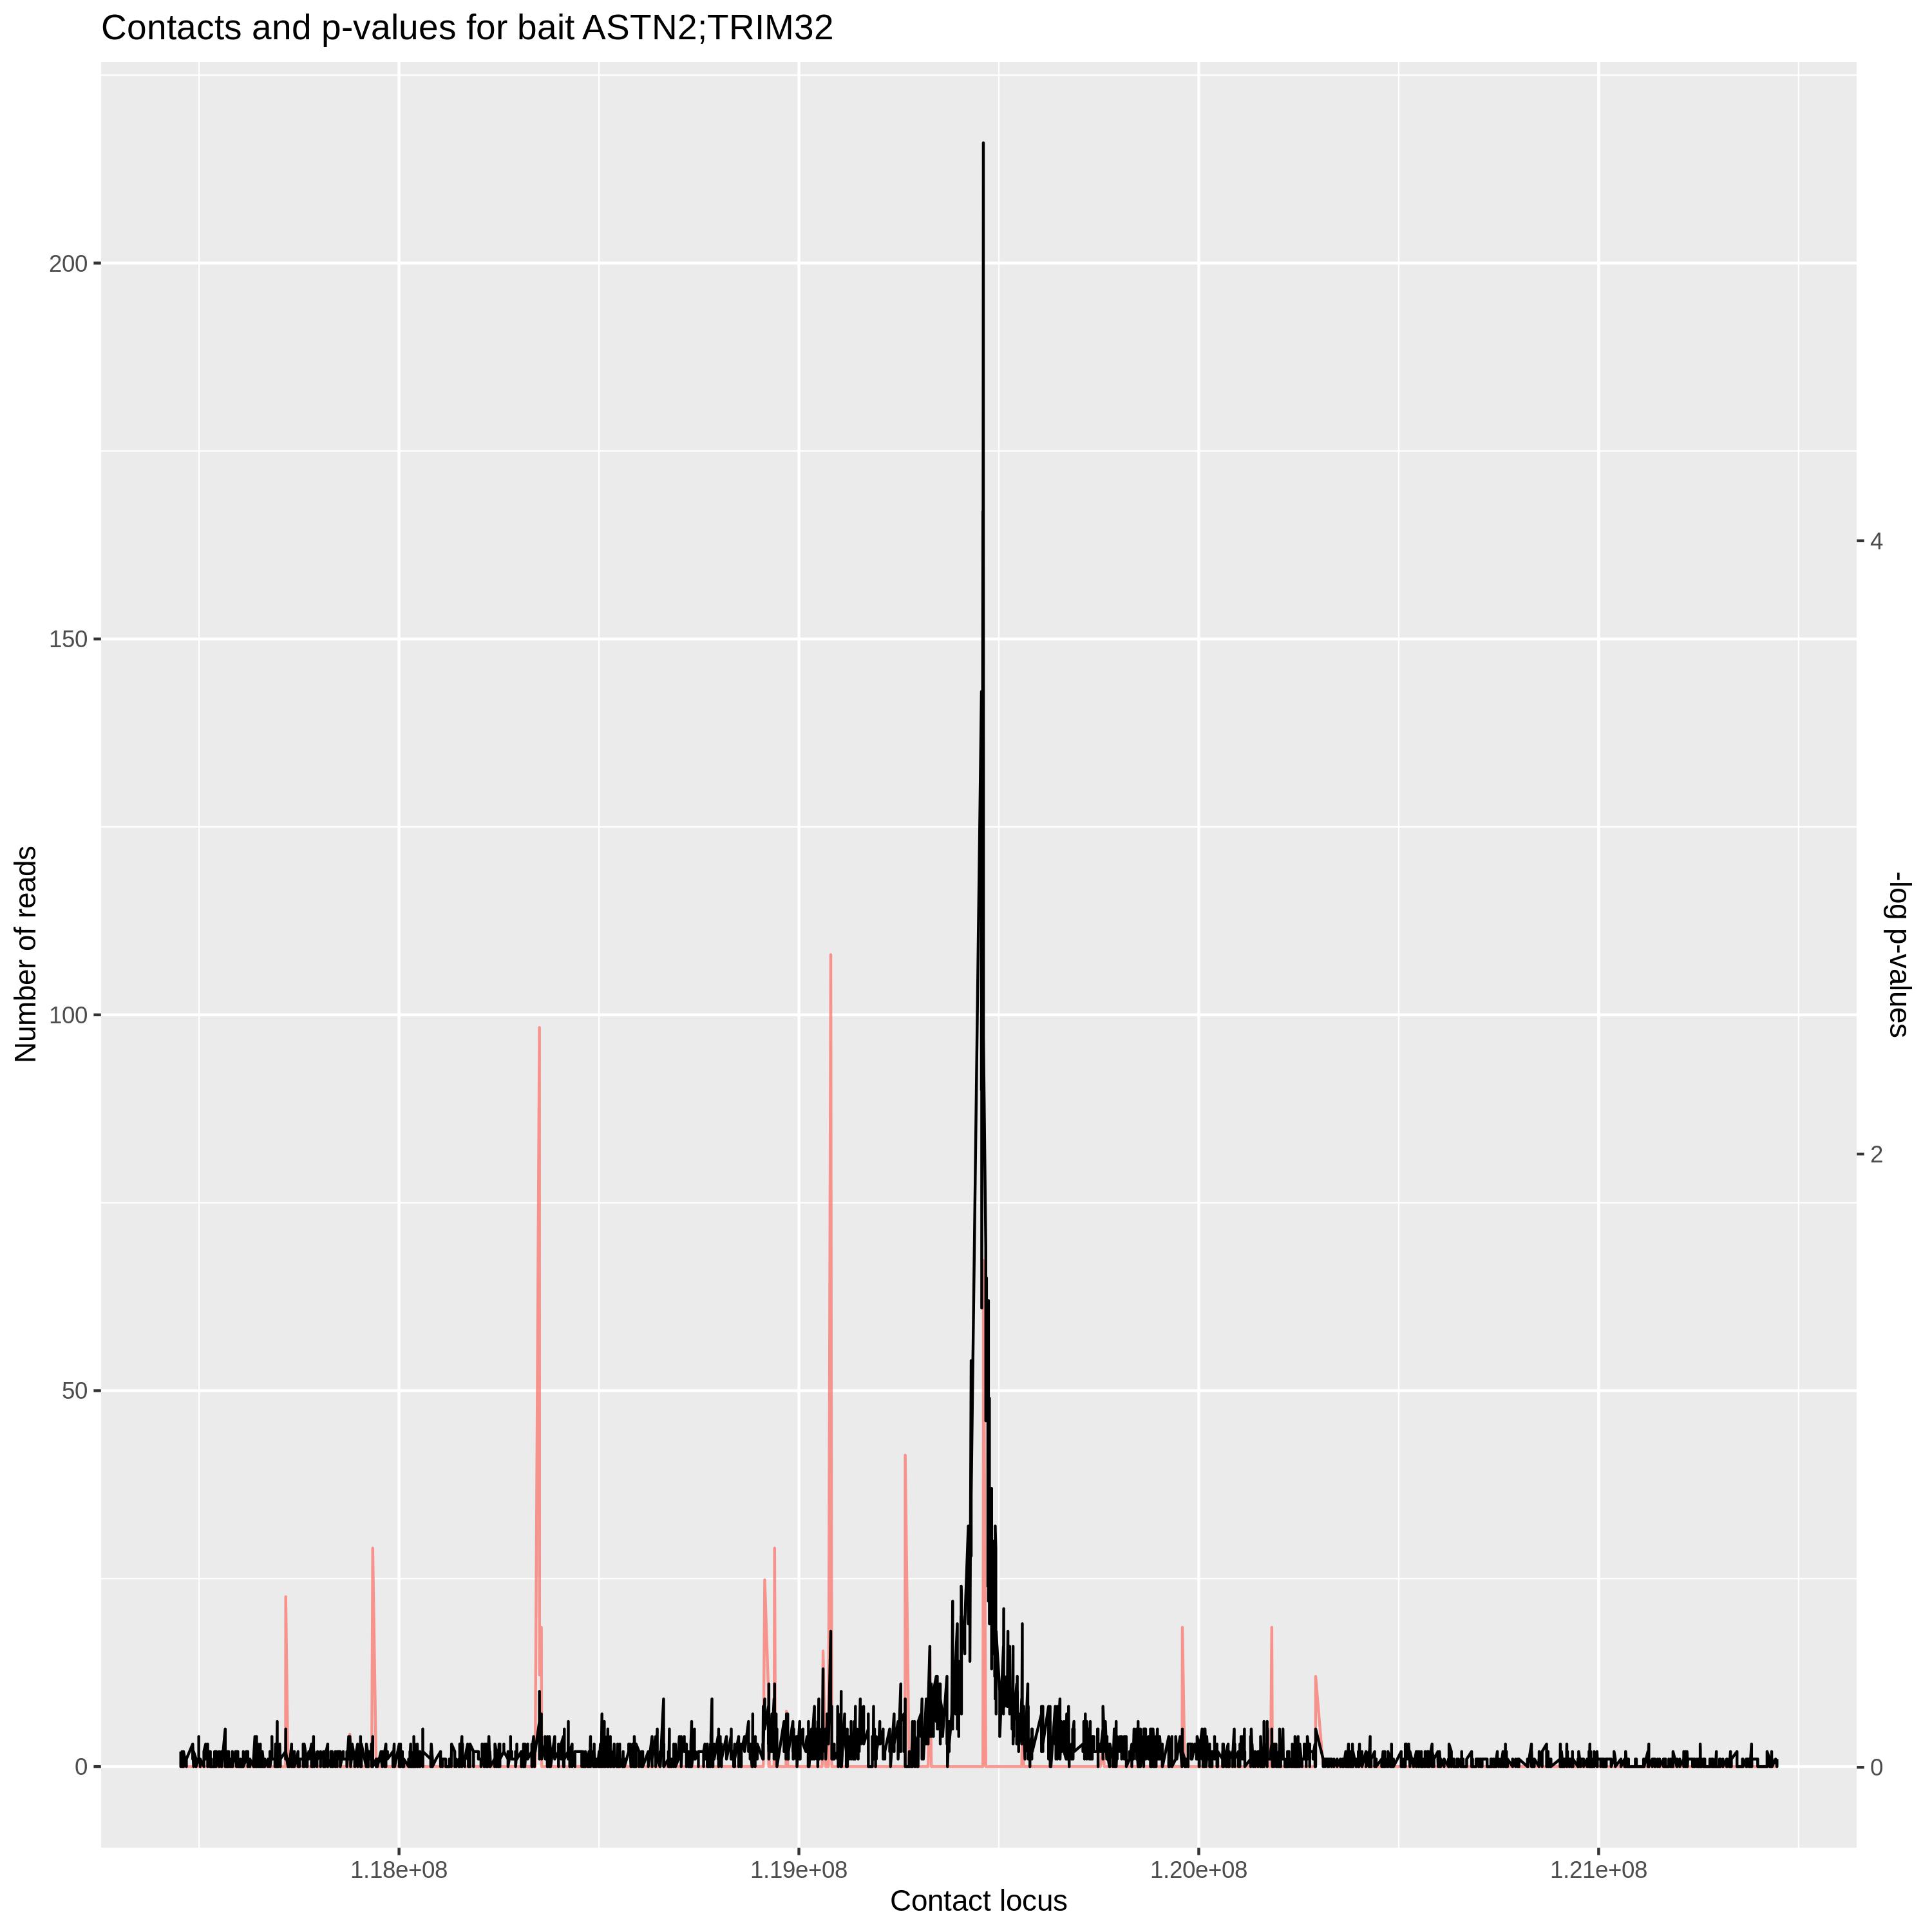 Contacts and p-values for bait ASTN2;TRIM32
Number of reads
200
150
100
50
0
4
2
0
-log p-values
1.18e+08
1.19e+08
1.20e+08
1.21e+08
Contact locus